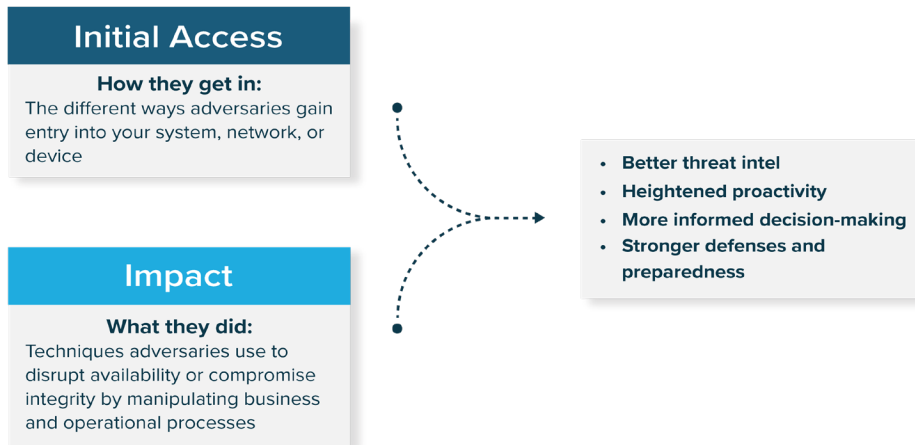 Initial Access
How they get in:
The different ways adversaries gain
entry into your system, network, or
device
Impact
What they did:
Techniques adversaries use to
disrupt availability or compromise
integrity by manipulating business
and operational processes
• Better threat intel
• Heightened proactivity
• More informed decision-making
• Stronger defenses and
preparedness